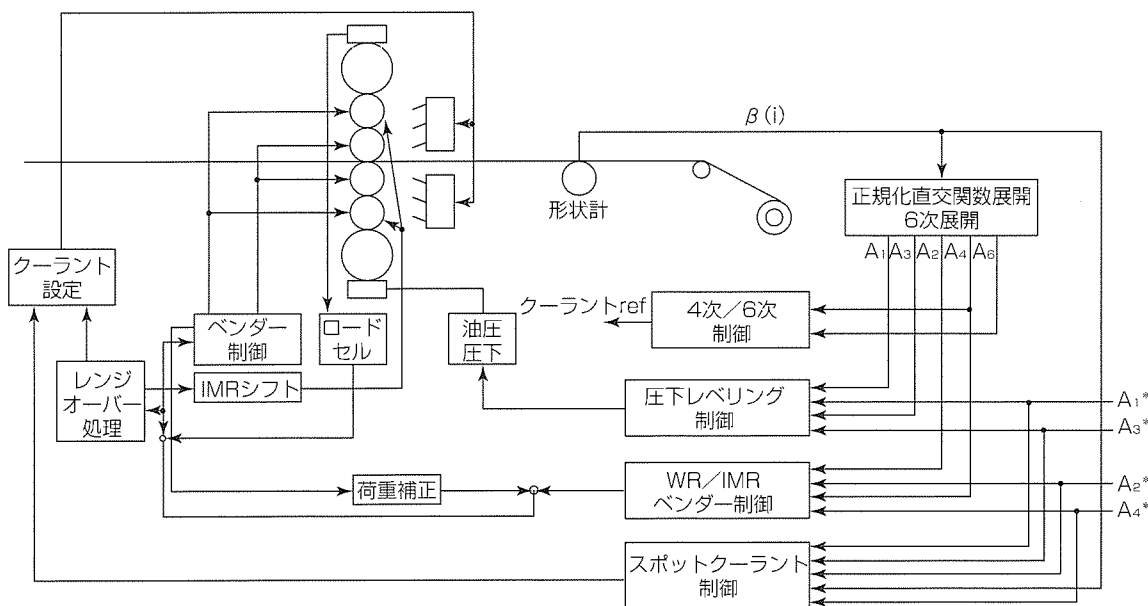 β(i)
形状計
正規化直交関数展開
6次展開
A₁ A₃ A₂ A₄ A₆
クーラント
設定
クーラントref
4次／6次
制御
ベンダー
制御
ロード
セル
油圧
圧下
レンジ
オーバー
処理
IMRシフト
圧下レベリング
制御
A₁*
A₃*
荷重補正
WR／IMR
ベンダー制御
A₂*
A₄*
スポットクーラント
制御